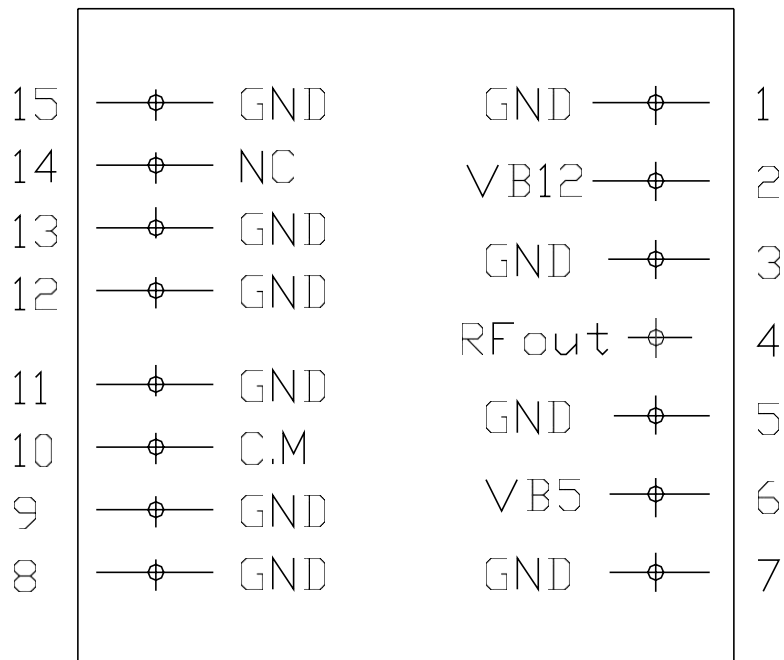 15 GND GND 1
14 NC VB12 2
13 GND GND 3
12 GND RFout 4
11 GND GND 5
10 C.M VB5 6
9 GND GND 7
8 GND